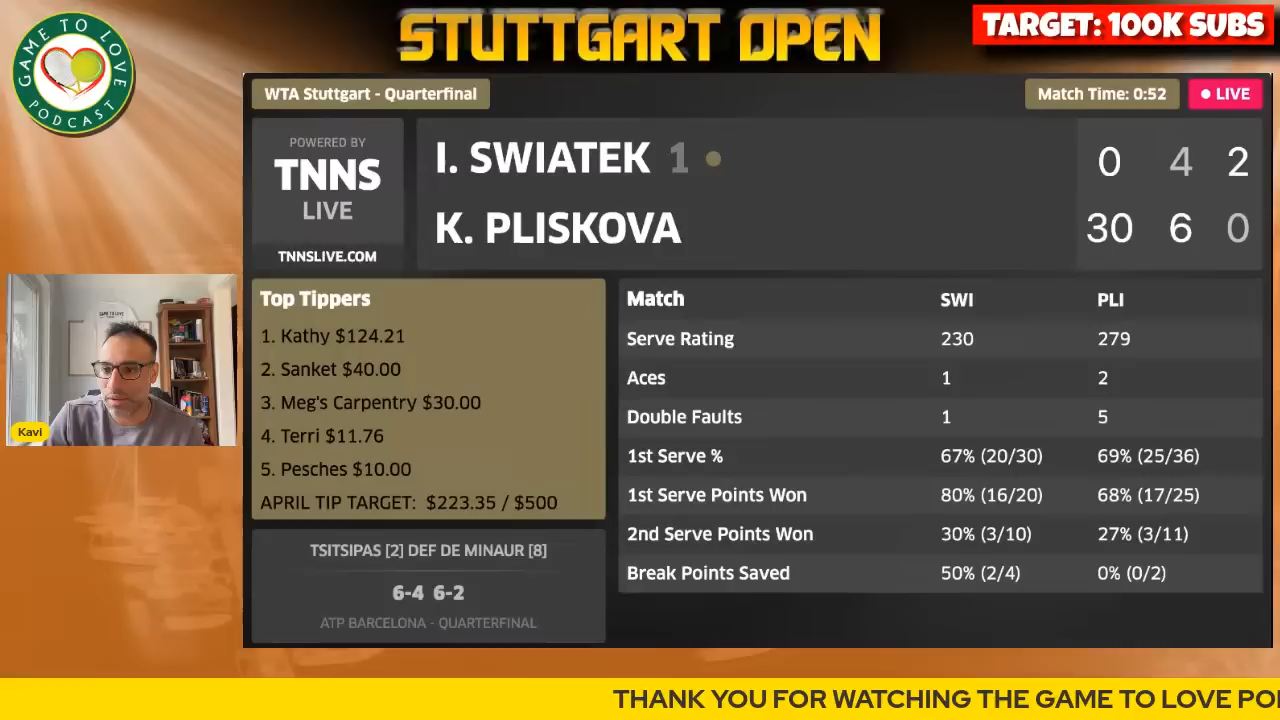 GAME TO LOVE
PODCAST
STUTTGART OPEN
TARGET: 100K SUBS
WTA Stuttgart - Quarterfinal
Match Time: 0:52
LIVE
POWERED BY
TNNS
LIVE
TNNSLIVE.COM
I. SWIATEK 1 0 4 2
K. PLISKOVA 30 6 0
Top Tippers
1. Kathy $124.21
2. Sanket $40.00
3. Meg's Carpentry $30.00
4. Terri $11.76
5. Pesches $10.00
APRIL TIP TARGET: $223.35 / $500
TSITSIPAS [2] DEF DE MINAUR [8]
6-4 6-2
ATP BARCELONA - QUARTERFINAL
Match SWI PLI
Serve Rating 230 279
Aces 1 2
Double Faults 1 5
1st Serve % 67% (20/30) 69% (25/36)
1st Serve Points Won 80% (16/20) 68% (17/25)
2nd Serve Points Won 30% (3/10) 27% (3/11)
Break Points Saved 50% (2/4) 0% (0/2)
Kavi
THANK YOU FOR WATCHING THE GAME TO LOVE PO